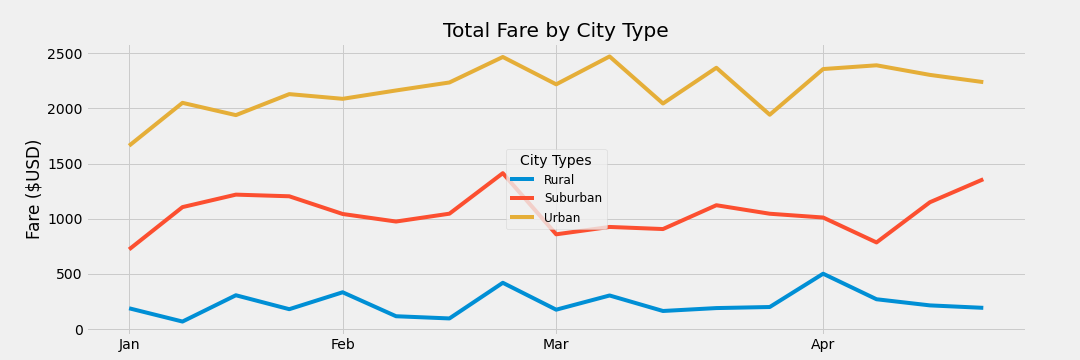 Total Fare by City Type
Fare ($USD)
2500
2000
1500
1000
500
0
City Types
Rural
Suburban
Urban
Jan Feb Mar Apr